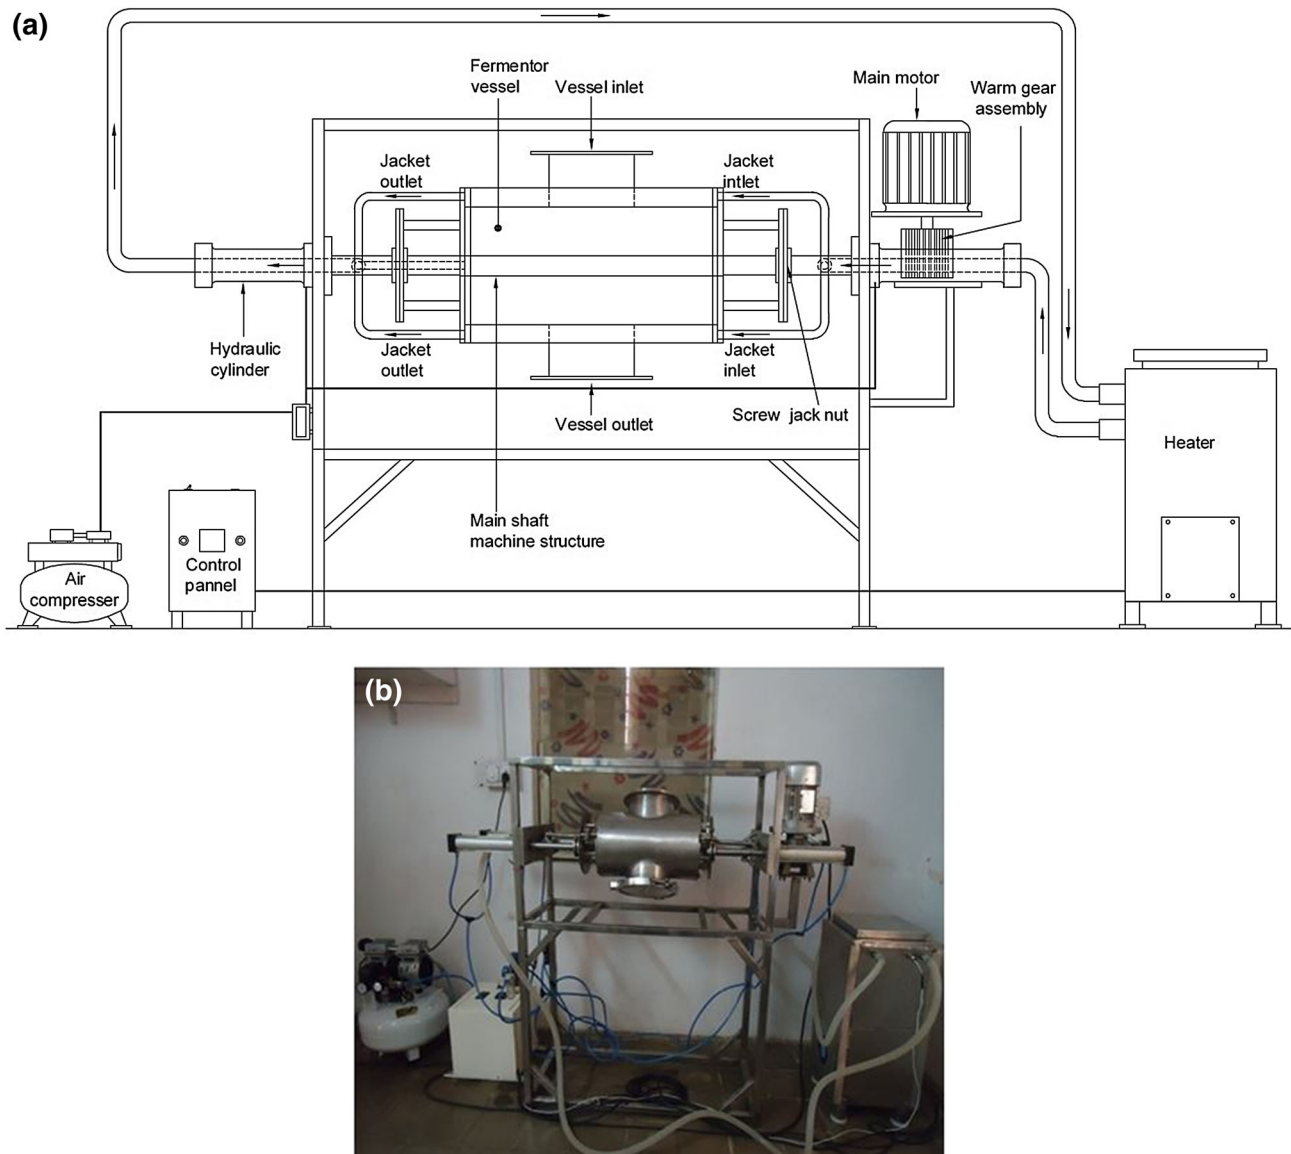 (a)
Fermentor
vessel
Vessel inlet
Main motor
Warm gear
assembly
Jacket
outlet
Jacket
intlet
Hydraulic
cylinder
Jacket
outlet
Jacket
inlet
Vessel outlet
Screw jack nut
Heater
Main shaft
machine structure
Control
pannel
Air
compresser
(b)